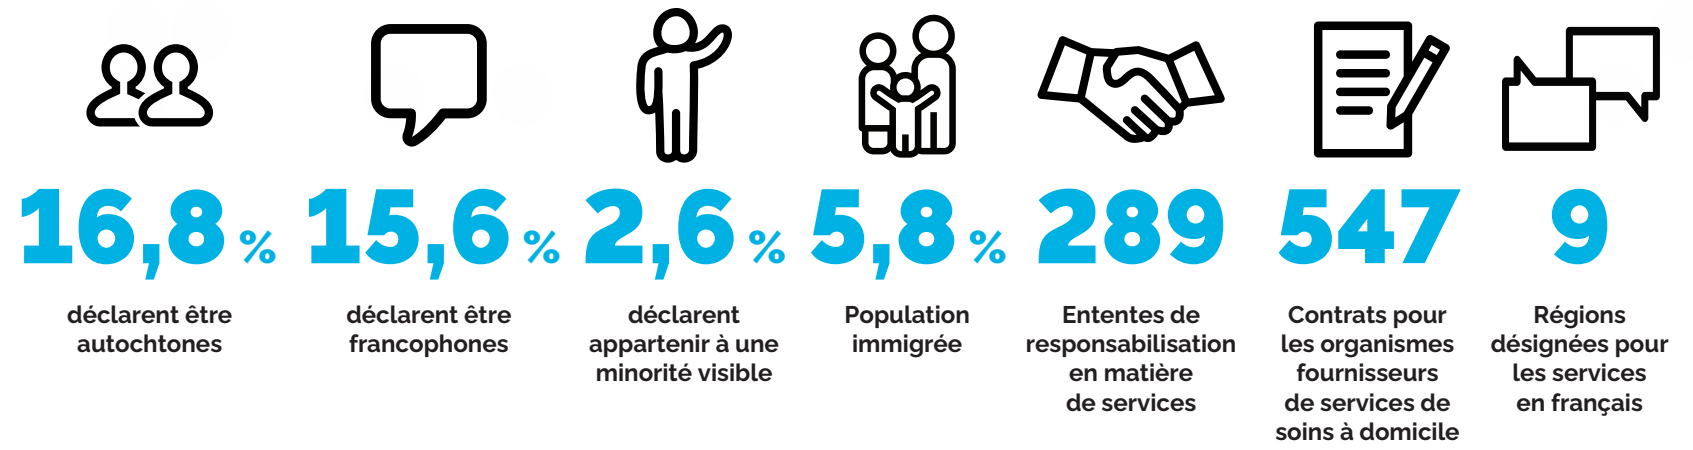 16,8 %
déclarent être
autochtones
15,6 %
déclarent être
francophones
2,6 %
déclarent
appartenir à une
minorité visible
5,8 %
Population
immigrée
289
Ententes de
responsabilisation
en matière
de services
547
Contrats pour
les organismes
fournisseurs
de services de
soins à domicile
9
Régions
désignées pour
les services
en français